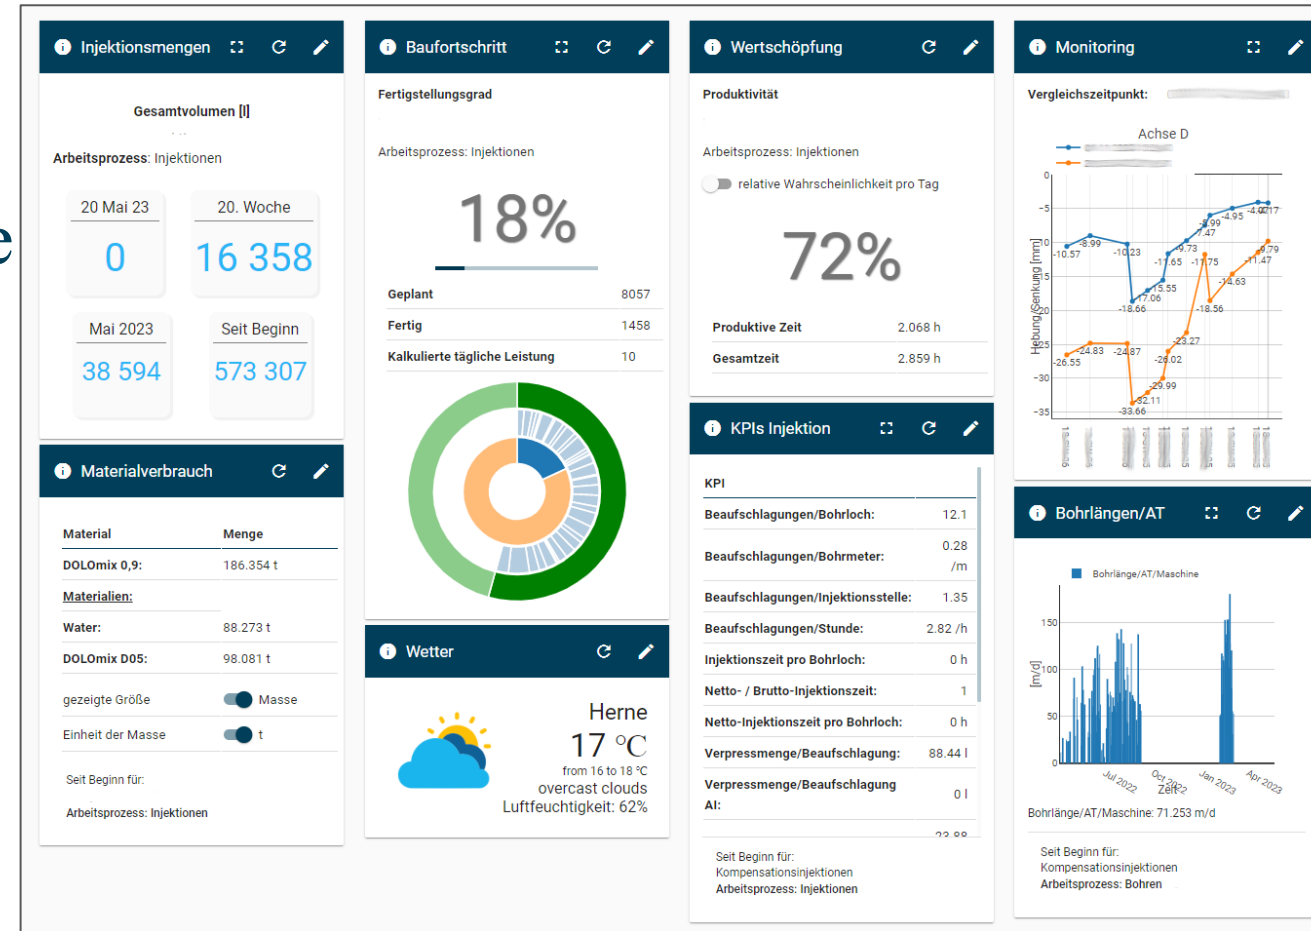 e
Injektionsmengen
Gesamtvolumen [l]
Arbeitsprozess: Injektionen
20 Mai 23
0
20. Woche
16 358
Mai 2023
38 594
Seit Beginn
573 307
Materialverbrauch
Material Menge
DOLOmix 0,9: 186.354 t
Materialien:
Water: 88.273 t
DOLOmix D05: 98.081 t
gezeigte Größe Masse
Einheit der Masse t
Seit Beginn für:
Arbeitsprozess: Injektionen
Baufortschritt
Fertigstellungsgrad
Arbeitsprozess: Injektionen
18%
Geplant 8057
Fertig 1458
Kalkulierte tägliche Leistung 10
Wetter
Herne
17 °C
from 16 to 18 °C
overcast clouds
Luftfeuchtigkeit: 62%
Wertschöpfung
Produktivität
Arbeitsprozess: Injektionen
relative Wahrscheinlichkeit pro Tag
72%
Produktive Zeit 2.068 h
Gesamtzeit 2.859 h
KPIs Injektion
KPI
Beaufschlagungen/Bohrloch: 12.1
Beaufschlagungen/Bohrmeter: 0.28
/m
Beaufschlagungen/Injektionsstelle: 1.35
Beaufschlagungen/Stunde: 2.82 /h
Injektionszeit pro Bohrloch: 0 h
Netto- / Brutto-Injektionszeit: 1
Netto-Injektionszeit pro Bohrloch: 0 h
Verpressmenge/Beaufschlagung: 88.44 l
Verpressmenge/Beaufschlagung
AI: 0 l
23.88
Seit Beginn für:
Kompensationsinjektionen
Arbeitsprozess: Injektionen
Monitoring
Vergleichszeitpunkt:
Achse D
Hebung/Senkung [mm]
0
−5
−10
−15
−20
−25
−30
−35
-10.57
-8.99
-10.23
-18.66
-17.06
-15.55
-11.65
-9.73
-7.47
-5.99
-4.95
-4.07
-4.17
-26.55
-24.83
-24.87
-33.66
-32.11
-29.99
-26.02
-23.27
-11.75
-18.56
-14.63
-11.47
-9.79
Bohrlängen/AT
Bohrlänge/AT/Maschine
[m/d]
150
100
50
0
Jul 2022
Oct 2022
Jan 2023
Apr 2023
Zeit
Bohrlänge/AT/Maschine: 71.253 m/d
Seit Beginn für:
Kompensationsinjektionen
Arbeitsprozess: Bohren